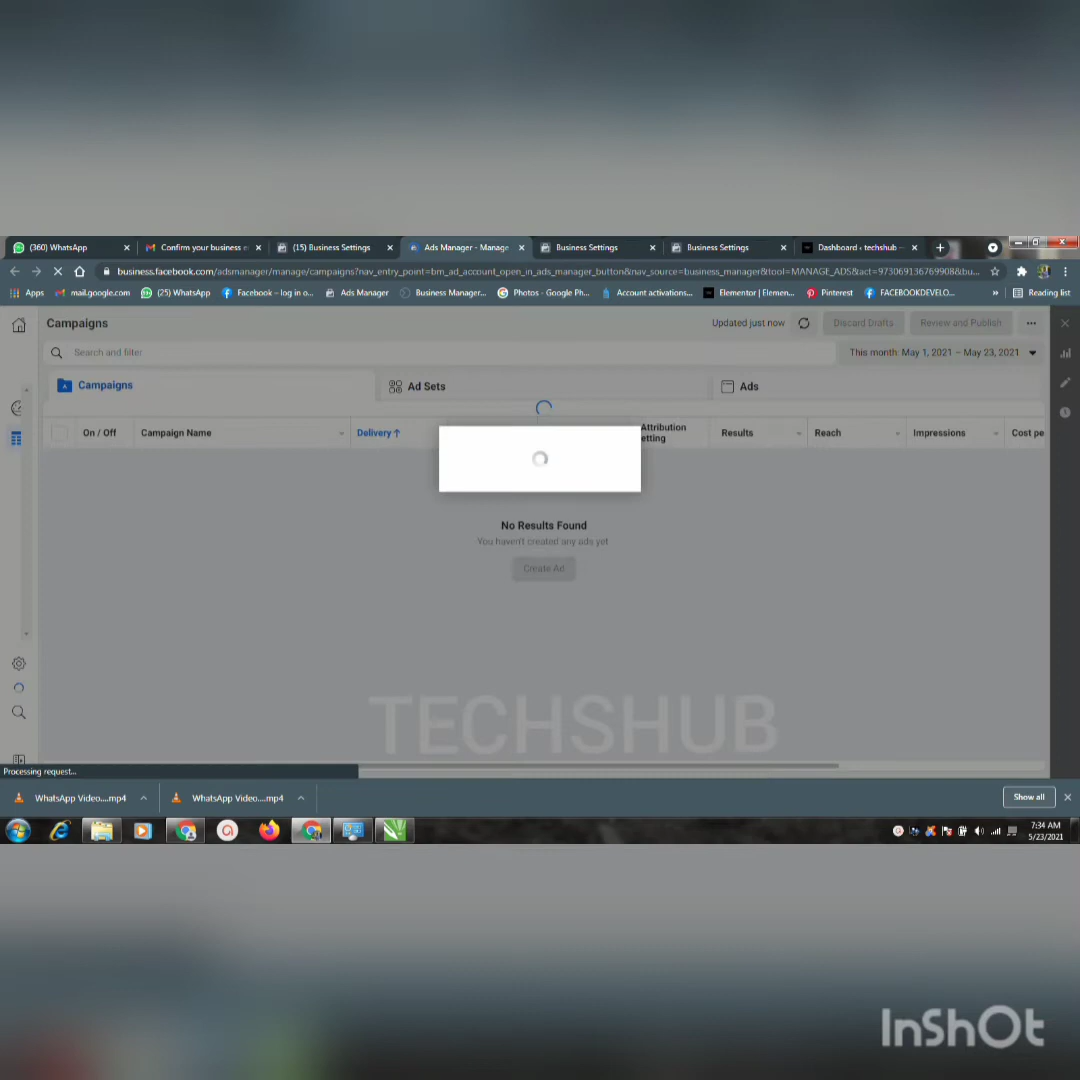 (360) WhatsApp
Confirm your business e
(15) Business Settings
Ads Manager - Manage
Business Settings
Business Settings
Dashboard ‹ techshub —
business.facebook.com/adsmanager/manage/campaigns?nav_entry_point=bm_ad_account_open_in_ads_manager_button&nav_source=business_manager&tool=MANAGE_ADS&act=973069136769908&bu...
Apps
mail.google.com
(25) WhatsApp
Facebook – log in o...
Ads Manager
Business Manager...
Photos - Google Ph...
Account activations...
Elementor | Elemen...
Pinterest
FACEBOOKDEVELO...
»
Reading list
Campaigns
Updated just now
Discard Drafts
Review and Publish
Search and filter
This month: May 1, 2021 – May 23, 2021
Campaigns
Ad Sets
Ads
On / Off
Campaign Name
Delivery ↑
Attribution
etting
Results
Reach
Impressions
Cost pe
No Results Found
You haven't created any ads yet
Create Ad
TECHSHUB
Processing request...
WhatsApp Video....mp4
WhatsApp Video....mp4
Show all
7:34 AM
5/23/2021
InShOt